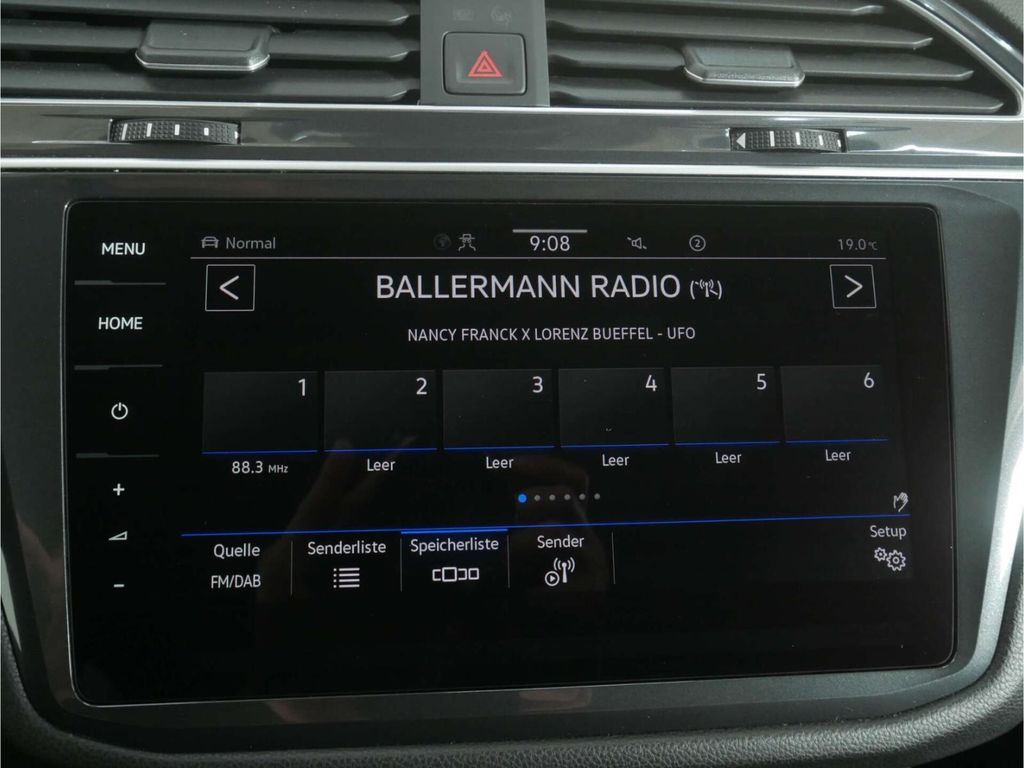 MENU
HOME
+
-
Normal
9:08
2
19.0°C
<
BALLERMANN RADIO
>
NANCY FRANCK X LORENZ BUEFFEL - UFO
1
2
3
4
5
6
88.3 MHz
Leer
Leer
Leer
Leer
Leer
Quelle
FM/DAB
Senderliste
Speicherliste
Sender
Setup